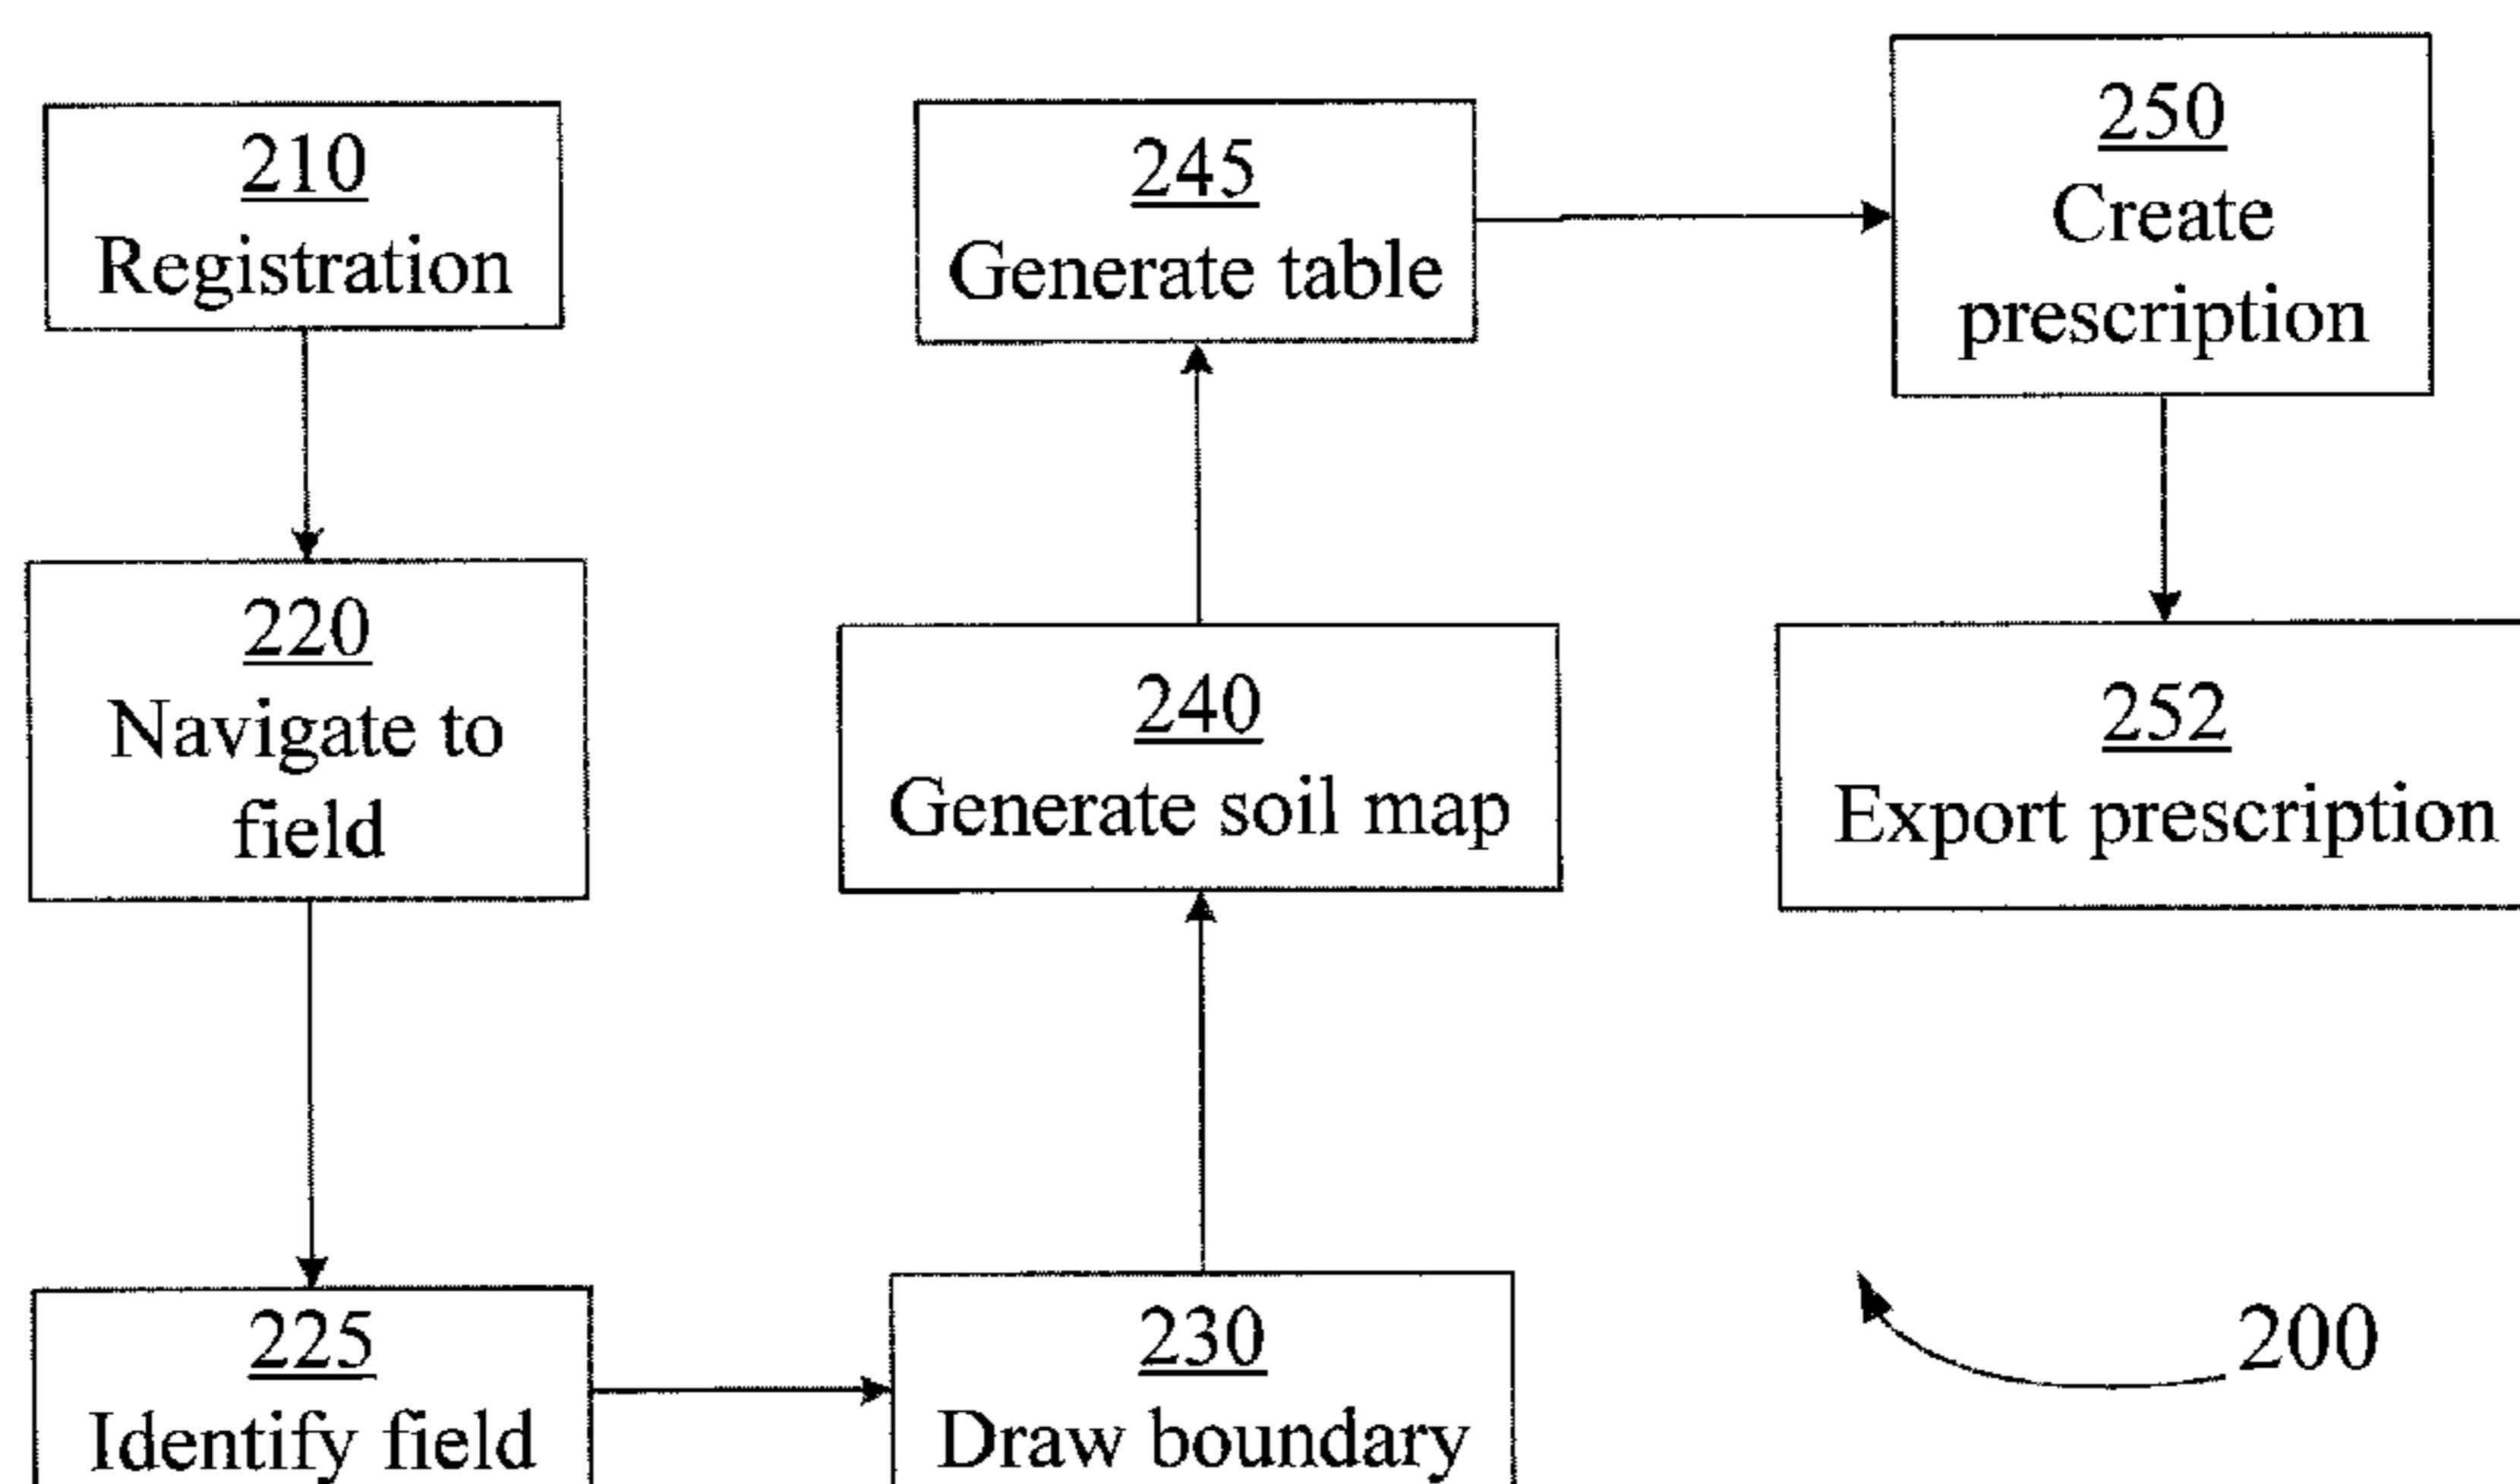 210
Registration
220
Navigate to
field
225
Identify field
230
Draw boundary
240
Generate soil map
245
Generate table
250
Create
prescription
252
Export prescription
200